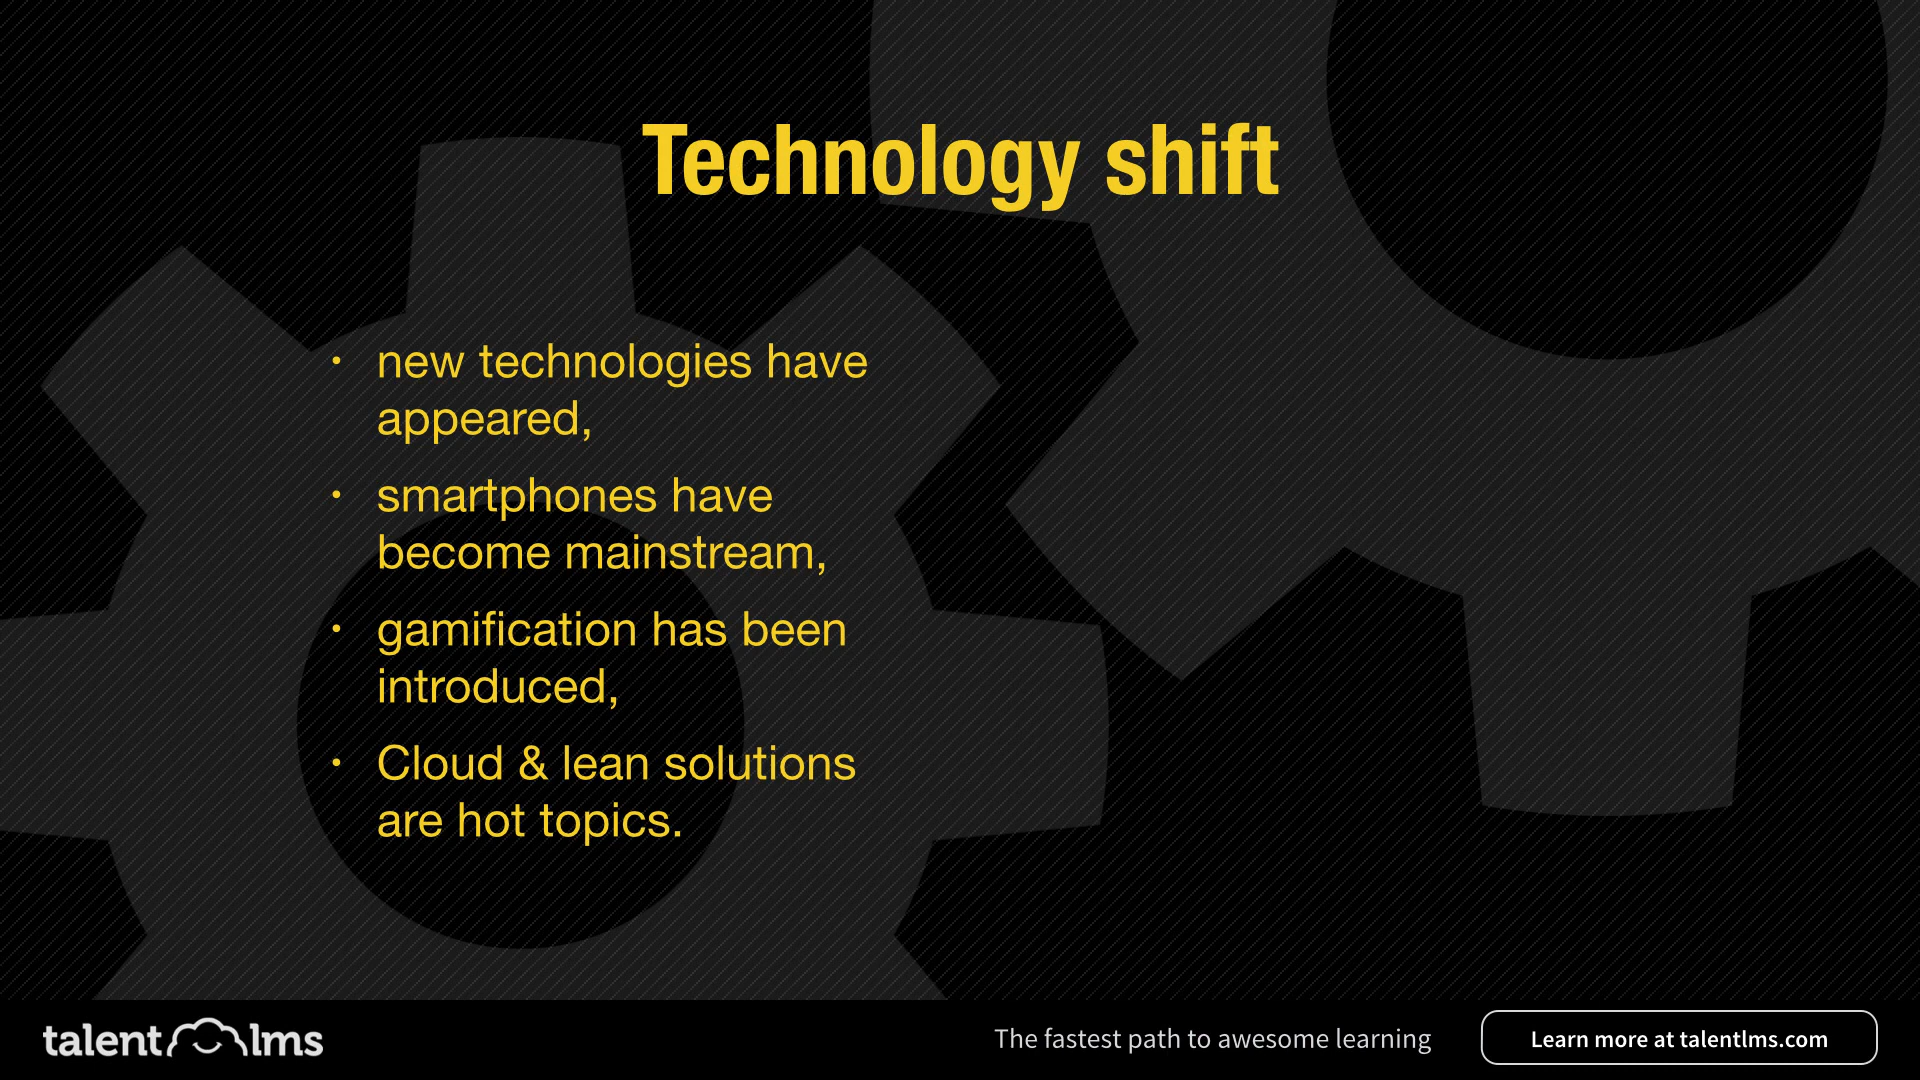 Technology shift
• new technologies have
appeared,
• smartphones have
become mainstream,
• gamification has been
introduced,
• Cloud & lean solutions
are hot topics.
talent lms
The fastest path to awesome learning
Learn more at talentlms.com